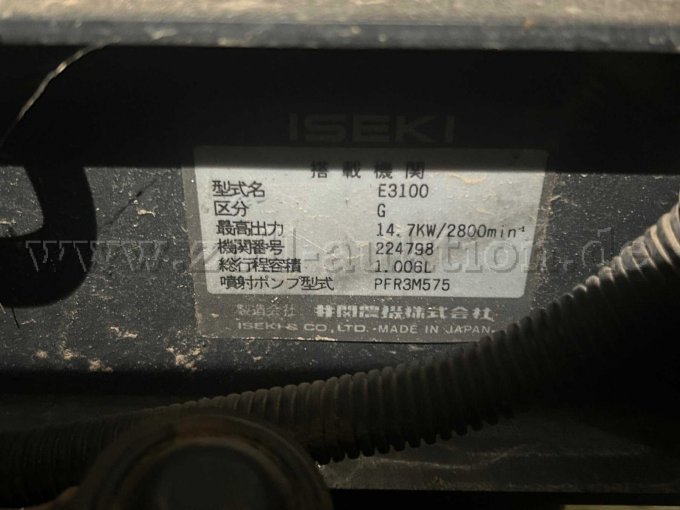 ISEKI
搭載機関
型式名 E3100
区分 G
最高出力 14.7KW/2800min⁻¹
機関番号 224798
総行程容積 1.006L
噴射ポンプ型式 PFR3M575
製造会社 井関農機株式会社
ISEKI & CO., LTD. -MADE IN JAPAN.
www.zoll-auction.de